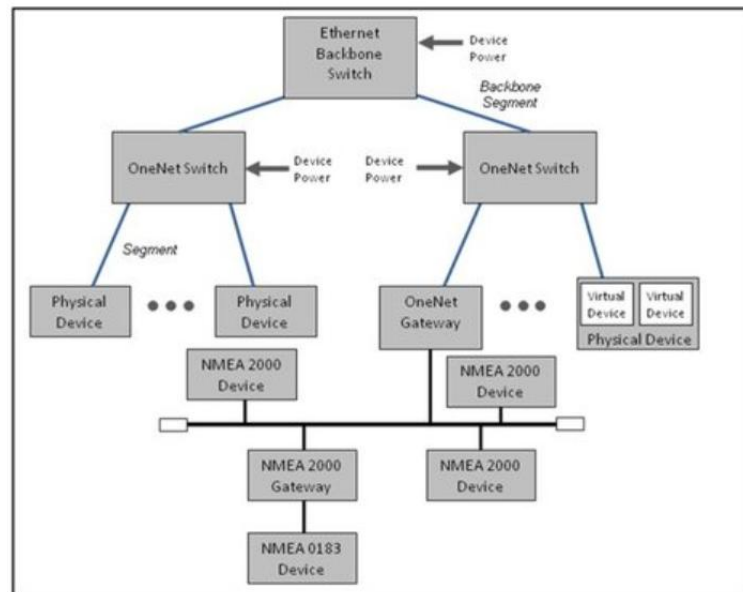 Ethernet
Backbone
Switch
Device
Power
Backbone
Segment
OneNet Switch
Device
Power
Device
Power
OneNet Switch
Segment
Physical
Device
Physical
Device
OneNet
Gateway
Virtual
Device
Virtual
Device
Physical Device
NMEA 2000
Device
NMEA 2000
Device
NMEA 2000
Gateway
NMEA 2000
Device
NMEA 0183
Device